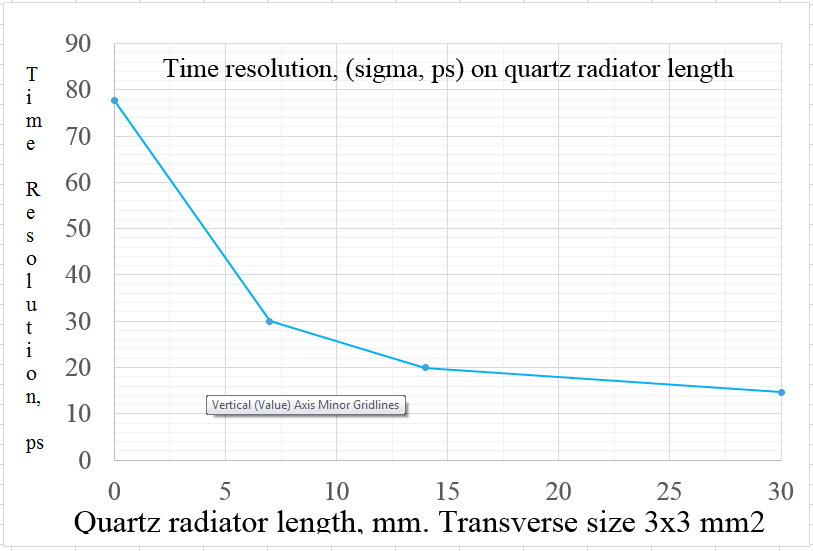 Time resolution, (sigma, ps) on quartz radiator length
Time Resolution, ps
90
80
70
60
50
40
30
20
10
0
Vertical (Value) Axis Minor Gridlines
0 5 10 15 20 25 30
Quartz radiator length, mm. Transverse size 3x3 mm2